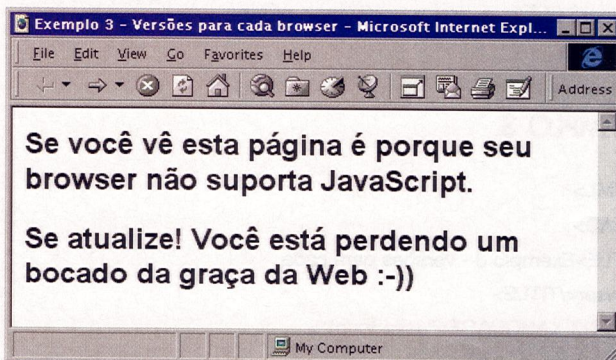 Exemplo 3 - Versões para cada browser - Microsoft Internet Expl...
File Edit View Go Favorites Help
Address
Se você vê esta página é porque seu
browser não suporta JavaScript.
Se atualize! Você está perdendo um
bocado da graça da Web :-))
My Computer